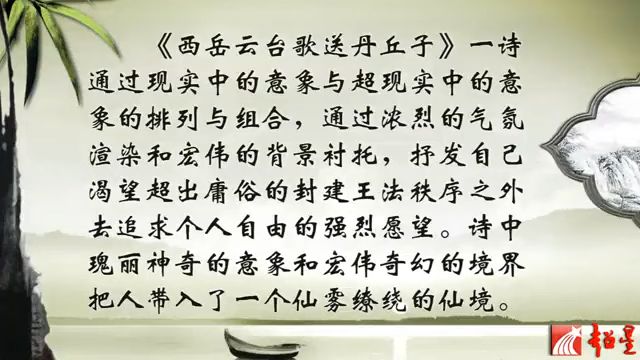 《西岳云台歌送丹丘子》一诗
通过现实中的意象与超现实中的意
象的排列与组合，通过浓烈的气氛
渲染和宏伟的背景衬托，抒发自己
渴望超出庸俗的封建王法秩序之外
去追求个人自由的强烈愿望。诗中
瑰丽神奇的意象和宏伟奇幻的境界
把人带入了一个仙雾缭绕的仙境。
超星